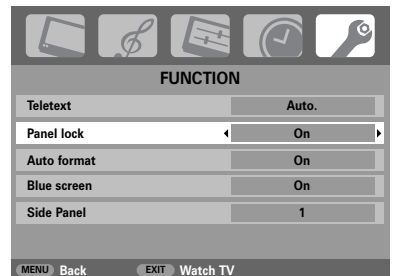 FUNCTION
Teletext Auto.
Panel lock On
Auto format On
Blue screen On
Side Panel 1
MENU Back EXIT Watch TV